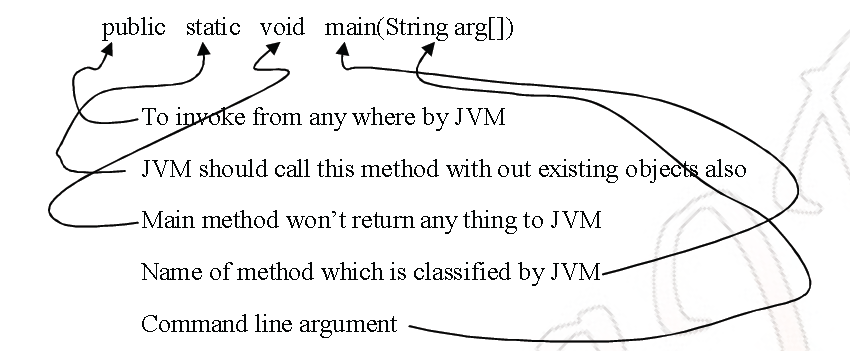 public static void main(String arg[])
To invoke from any where by JVM
JVM should call this method with out existing objects also
Main method won’t return any thing to JVM
Name of method which is classified by JVM
Command line argument